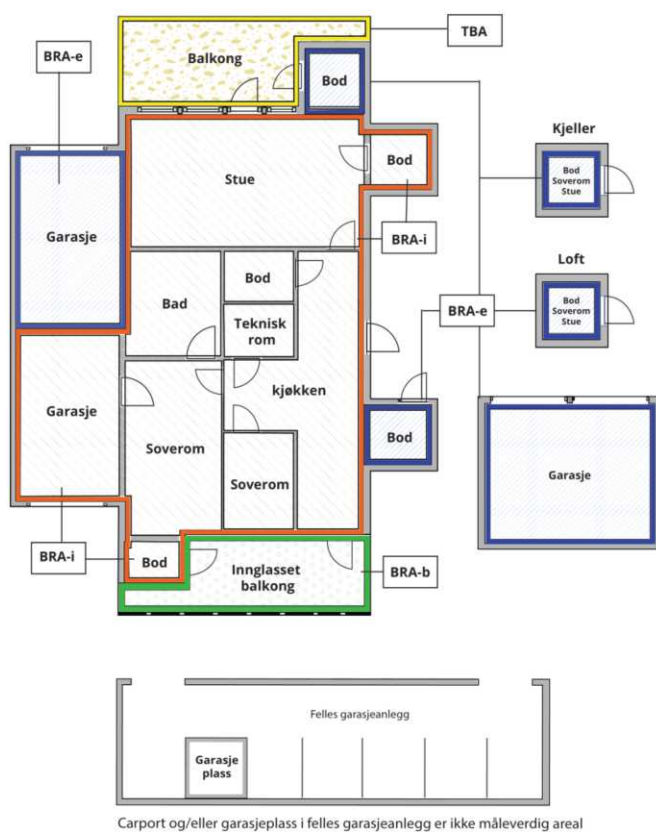 TBA
Balkong
BRA-e
Bod
Kjeller
Bod
Soverom
Stue
Stue
Bod
Garasje
BRA-i
Loft
Bod
Bod
Soverom
Stue
Bad
BRA-e
Teknisk
rom
Garasje
kjøkken
Bod
Soverom
Soverom
Garasje
BRA-i
Bod
Innglasset
balkong
BRA-b
Felles garasjeanlegg
Garasje
plass
Carport og/eller garasjeplass i felles garasjeanlegg er ikke måleverdig areal